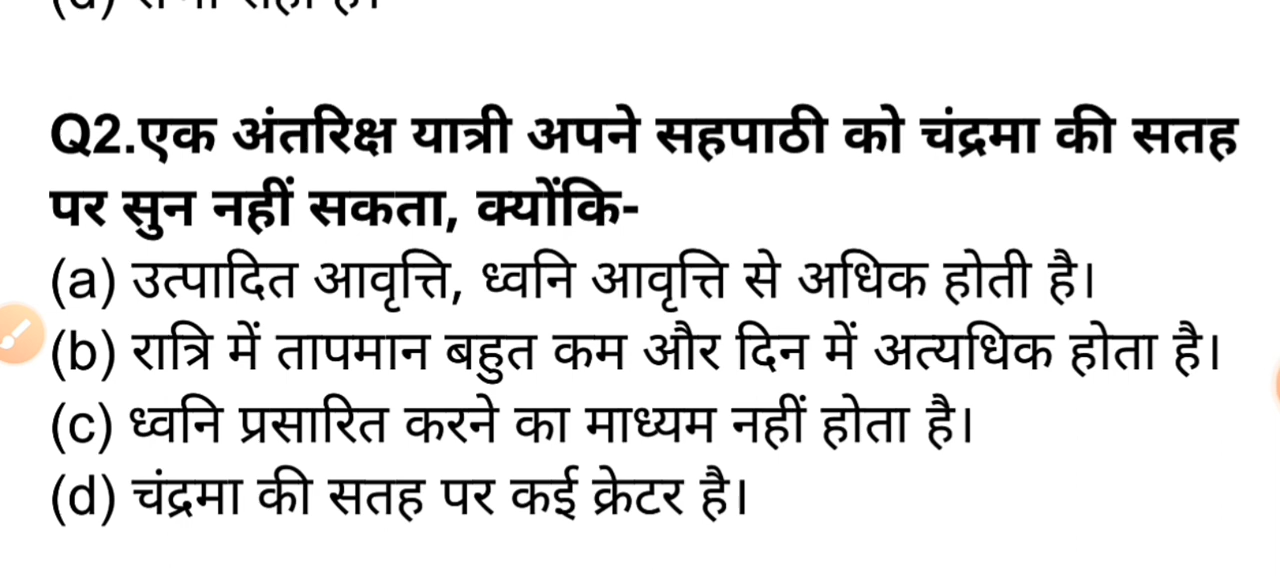 Q2.एक अंतरिक्ष यात्री अपने सहपाठी को चंद्रमा की सतह
पर सुन नहीं सकता, क्योंकि-
(a) उत्पादित आवृत्ति, ध्वनि आवृत्ति से अधिक होती है।
(b) रात्रि में तापमान बहुत कम और दिन में अत्यधिक होता है।
(c) ध्वनि प्रसारित करने का माध्यम नहीं होता है।
(d) चंद्रमा की सतह पर कई क्रेटर है।